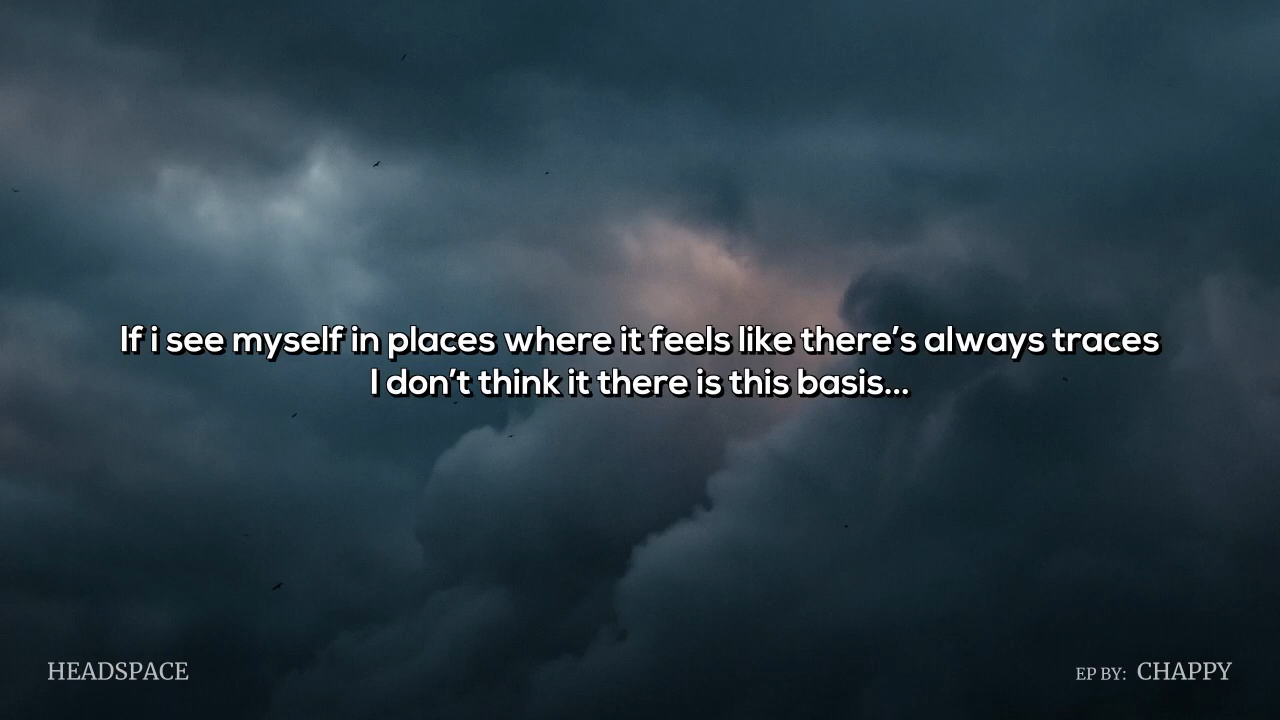 If i see myself in places where it feels like there's always traces
I don't think it there is this basis...
HEADSPACE
EP BY: CHAPPY